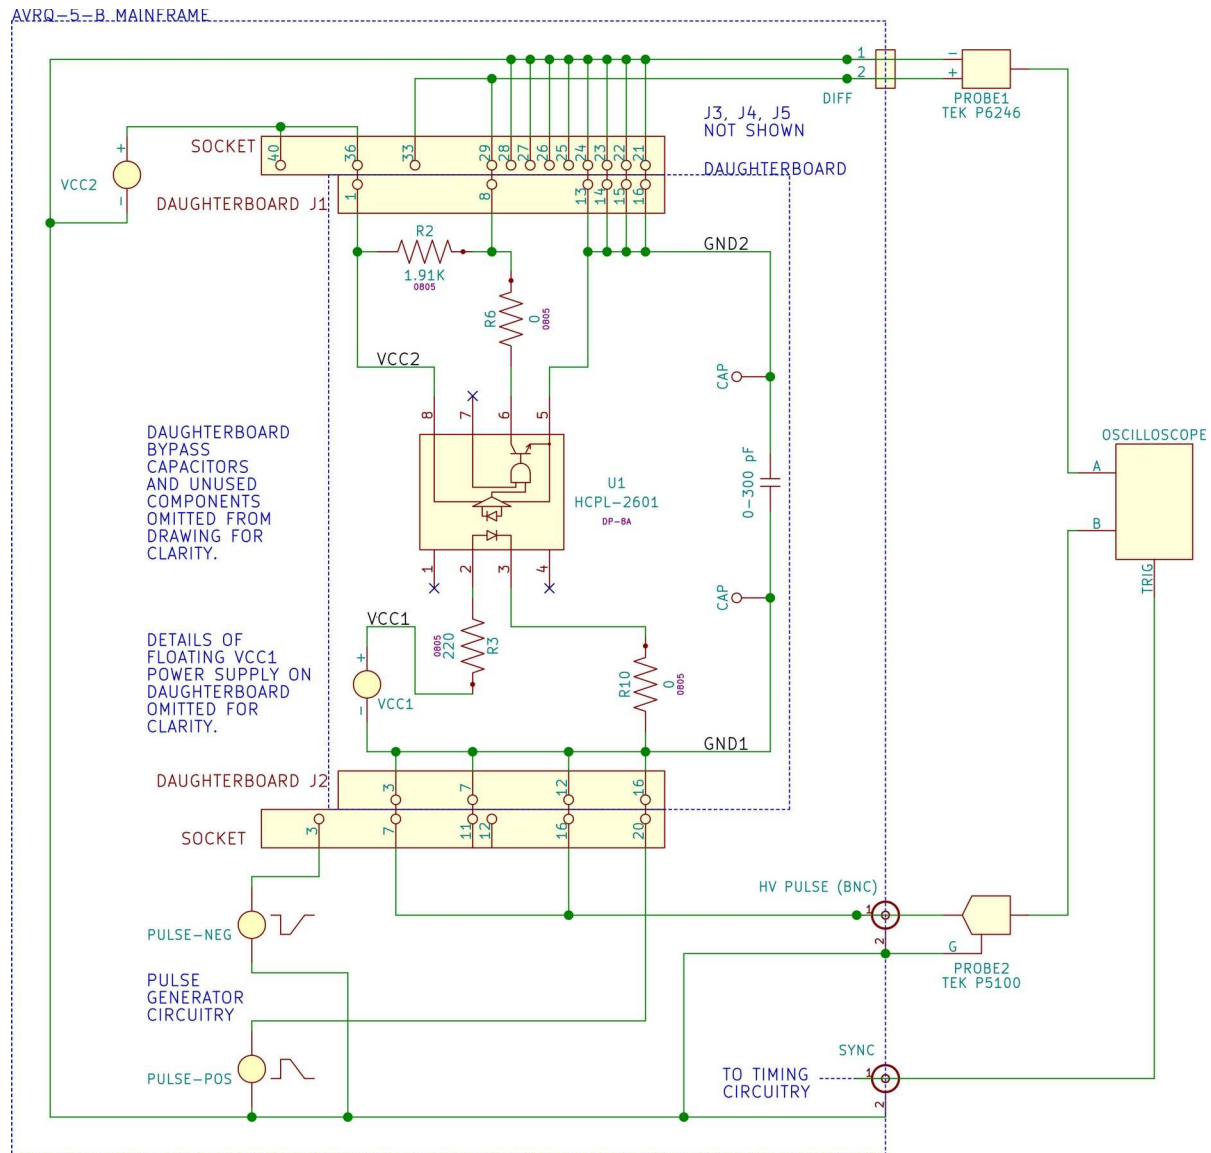 AVRQ-5-B MAINFRAME
1
2
DIFF
-
+
PROBE1
TEK P6246
J3, J4, J5
NOT SHOWN
DAUGHTERBOARD
SOCKET
40
36
33
29
28
27
26
25
24
23
22
21
+
VCC2
-
DAUGHTERBOARD J1
1
8
13
14
15
16
R2
1.91K
0805
GND2
R6
0
0805
VCC2
CAP
8
7
6
5
DAUGHTERBOARD
BYPASS
CAPACITORS
AND UNUSED
COMPONENTS
OMITTED FROM
DRAWING FOR
CLARITY.
U1
HCPL-2601
DP-8A
0-300 pF
OSCILLOSCOPE
A
B
TRIG
1
2
3
4
CAP
VCC1
0805
220
R3
DETAILS OF
FLOATING VCC1
POWER SUPPLY ON
DAUGHTERBOARD
OMITTED FOR
CLARITY.
+
VCC1
-
R10
0
0805
GND1
DAUGHTERBOARD J2
3
7
12
16
SOCKET
3
7
11
12
16
20
HV PULSE (BNC)
1
2
G
PROBE2
TEK P5100
PULSE-NEG
PULSE
GENERATOR
CIRCUITRY
PULSE-POS
SYNC
TO TIMING
CIRCUITRY
1
2